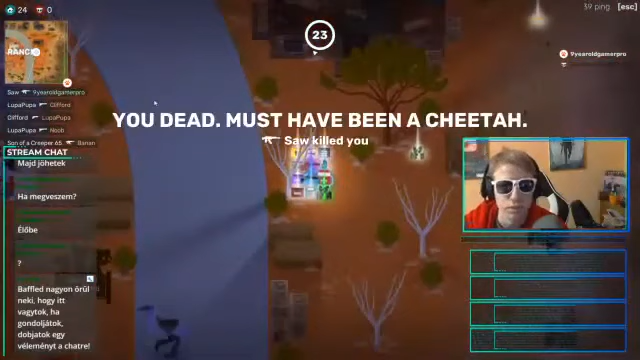 24
0
39 ping
[esc]
23
RANCH
9yearoldgamerpro
Saw 9yearoldgamerpro
LupaPupa Clifford
Clifford LupaPupa
LupaPupa Noob
Son of a Creeper 65 Banan
YOU DEAD. MUST HAVE BEEN A CHEETAH.
Saw killed you
STREAM CHAT
Majd jöhetek
Ha megveszem?
Élőbe
?
Baffled nagyon örül
neki, hogy itt
vagytok, ha
gondoljátok,
dobjatok egy
véleményt a chatre!